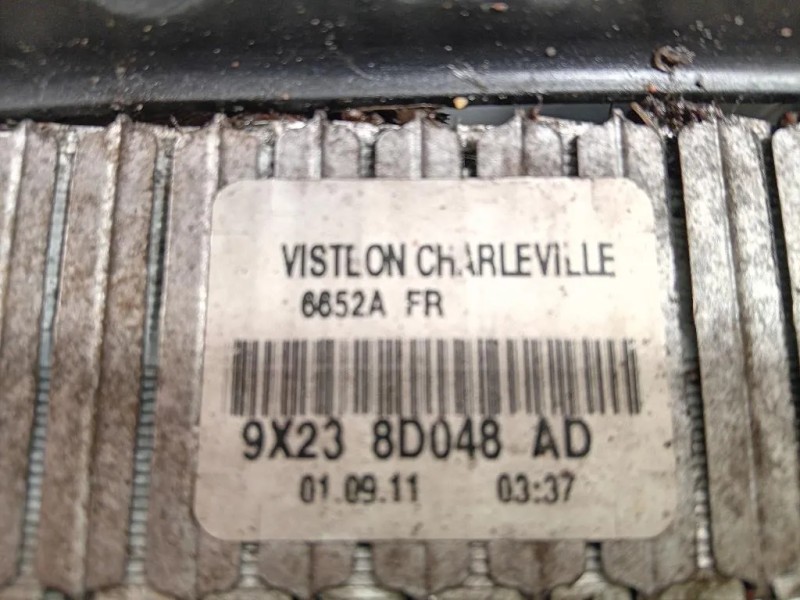 VISTEON CHARLEVILLE
6652A FR
9X23 8D048 AD
01.09.11 03:37